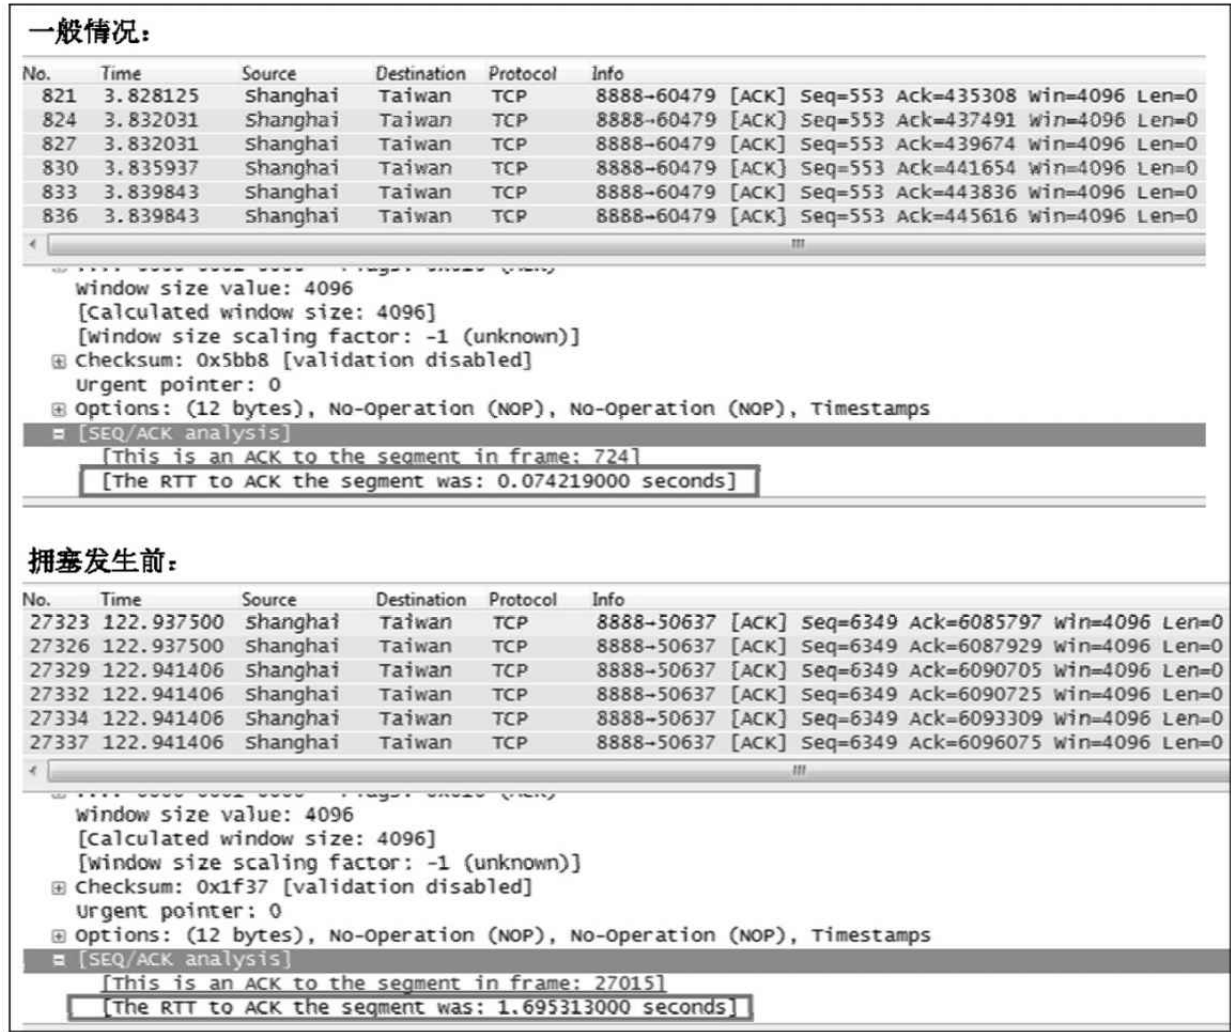 一般情况：
No. Time Source Destination Protocol Info
821 3.828125 Shanghai Taiwan TCP 8888→60479 [ACK] Seq=553 Ack=435308 Win=4096 Len=0
824 3.832031 Shanghai Taiwan TCP 8888→60479 [ACK] Seq=553 Ack=437491 Win=4096 Len=0
827 3.832031 Shanghai Taiwan TCP 8888→60479 [ACK] Seq=553 Ack=439674 Win=4096 Len=0
830 3.835937 Shanghai Taiwan TCP 8888→60479 [ACK] Seq=553 Ack=441654 Win=4096 Len=0
833 3.839843 Shanghai Taiwan TCP 8888→60479 [ACK] Seq=553 Ack=443836 Win=4096 Len=0
836 3.839843 Shanghai Taiwan TCP 8888→60479 [ACK] Seq=553 Ack=445616 Win=4096 Len=0
Window size value: 4096
[Calculated window size: 4096]
[Window size scaling factor: -1 (unknown)]
Checksum: 0x5bb8 [validation disabled]
Urgent pointer: 0
Options: (12 bytes), No-Operation (NOP), No-Operation (NOP), Timestamps
[SEQ/ACK analysis]
[This is an ACK to the segment in frame: 724]
[The RTT to ACK the segment was: 0.074219000 seconds]
拥塞发生前：
No. Time Source Destination Protocol Info
27323 122.937500 Shanghai Taiwan TCP 8888→50637 [ACK] Seq=6349 Ack=6085797 Win=4096 Len=0
27326 122.937500 Shanghai Taiwan TCP 8888→50637 [ACK] Seq=6349 Ack=6087929 Win=4096 Len=0
27329 122.941406 Shanghai Taiwan TCP 8888→50637 [ACK] Seq=6349 Ack=6090705 Win=4096 Len=0
27332 122.941406 Shanghai Taiwan TCP 8888→50637 [ACK] Seq=6349 Ack=6090725 Win=4096 Len=0
27334 122.941406 Shanghai Taiwan TCP 8888→50637 [ACK] Seq=6349 Ack=6093309 Win=4096 Len=0
27337 122.941406 Shanghai Taiwan TCP 8888→50637 [ACK] Seq=6349 Ack=6096075 Win=4096 Len=0
Window size value: 4096
[Calculated window size: 4096]
[Window size scaling factor: -1 (unknown)]
Checksum: 0x1f37 [validation disabled]
Urgent pointer: 0
Options: (12 bytes), No-Operation (NOP), No-Operation (NOP), Timestamps
[SEQ/ACK analysis]
[This is an ACK to the segment in frame: 27015]
[The RTT to ACK the segment was: 1.695313000 seconds]